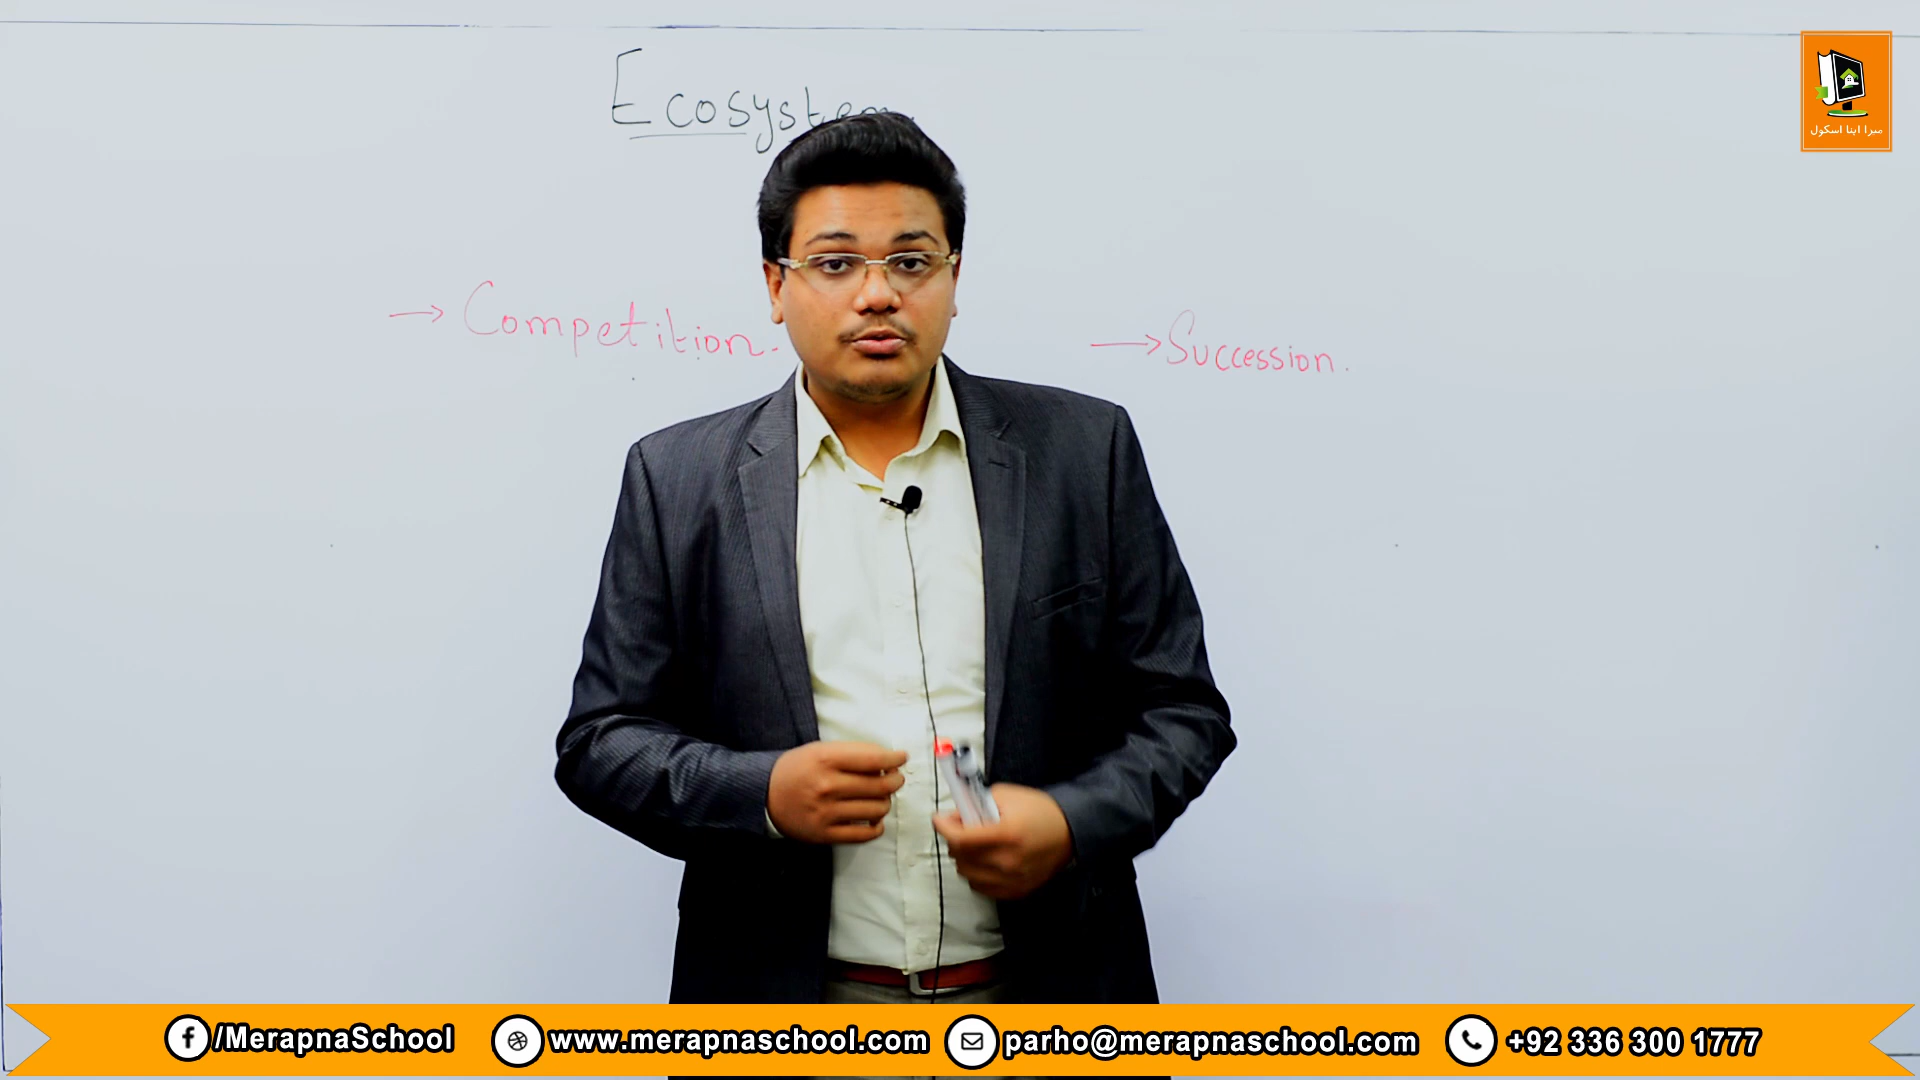 Ecosystem
میرا اپنا اسکول
→ Competition.
→ Succession.
/MerapnaSchool
www.merapnaschool.com
parho@merapnaschool.com
+92 336 300 1777